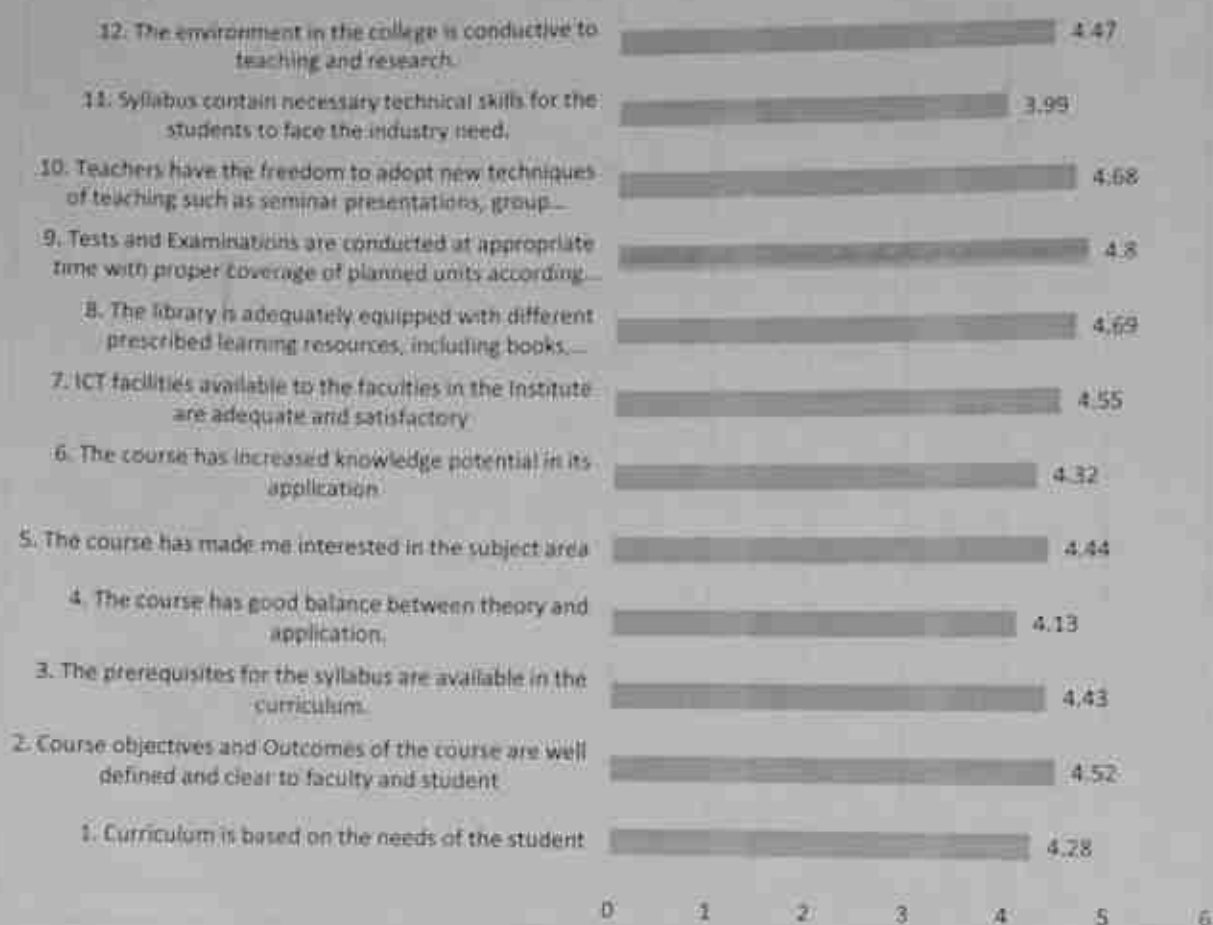 12. The environment in the college is conductive to
teaching and research.
4.47
11. Syllabus contain necessary technical skills for the
students to face the industry need.
3.99
10. Teachers have the freedom to adopt new techniques
of teaching such as seminar presentations, group...
4.68
9. Tests and Examinations are conducted at appropriate
time with proper coverage of planned units according...
4.8
8. The library is adequately equipped with different
prescribed learning resources, including books,...
4.69
7. ICT facilities available to the faculties in the Institute
are adequate and satisfactory
4.55
6. The course has increased knowledge potential in its
application
4.32
5. The course has made me interested in the subject area
4.44
4. The course has good balance between theory and
application.
4.13
3. The prerequisites for the syllabus are available in the
curriculum.
4.43
2. Course objectives and Outcomes of the course are well
defined and clear to faculty and student
4.52
1. Curriculum is based on the needs of the student
4.28
0 1 2 3 4 5 6